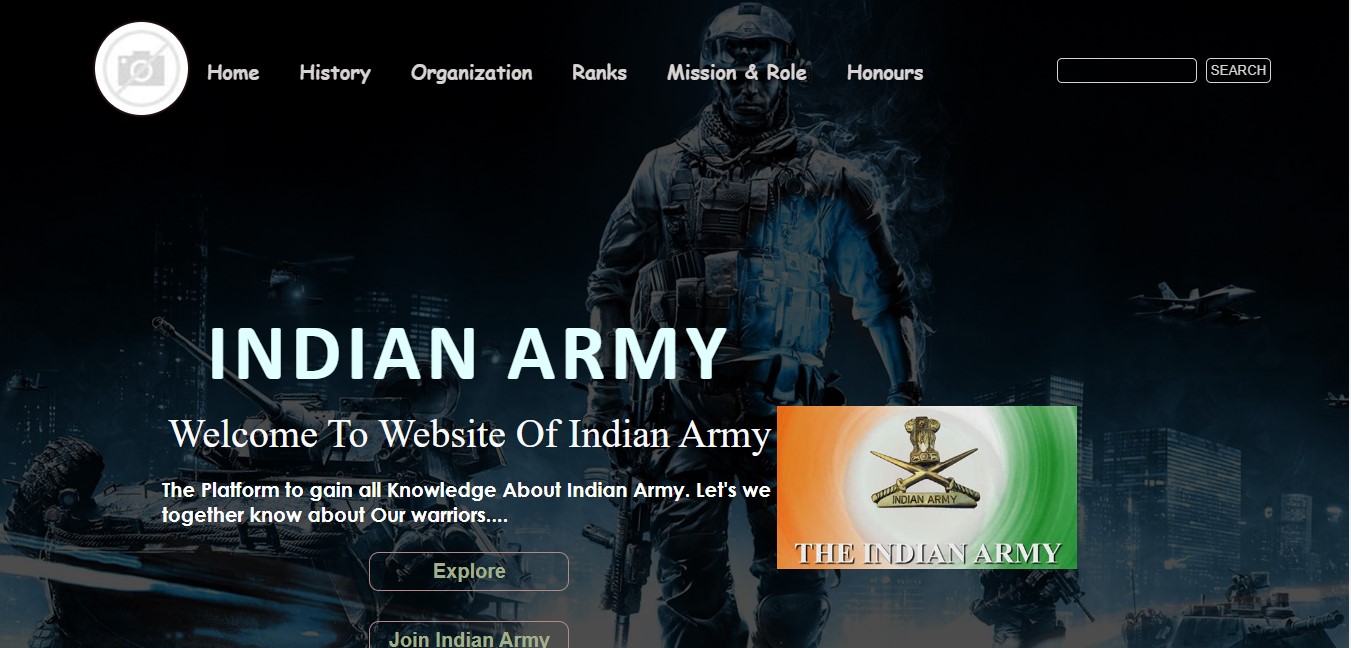 Home History Organization Ranks Mission & Role Honours SEARCH
INDIAN ARMY
Welcome To Website Of Indian Army
The Platform to gain all Knowledge About Indian Army. Let's we
together know about Our warriors....
INDIAN ARMY
THE INDIAN ARMY
Explore
Join Indian Army